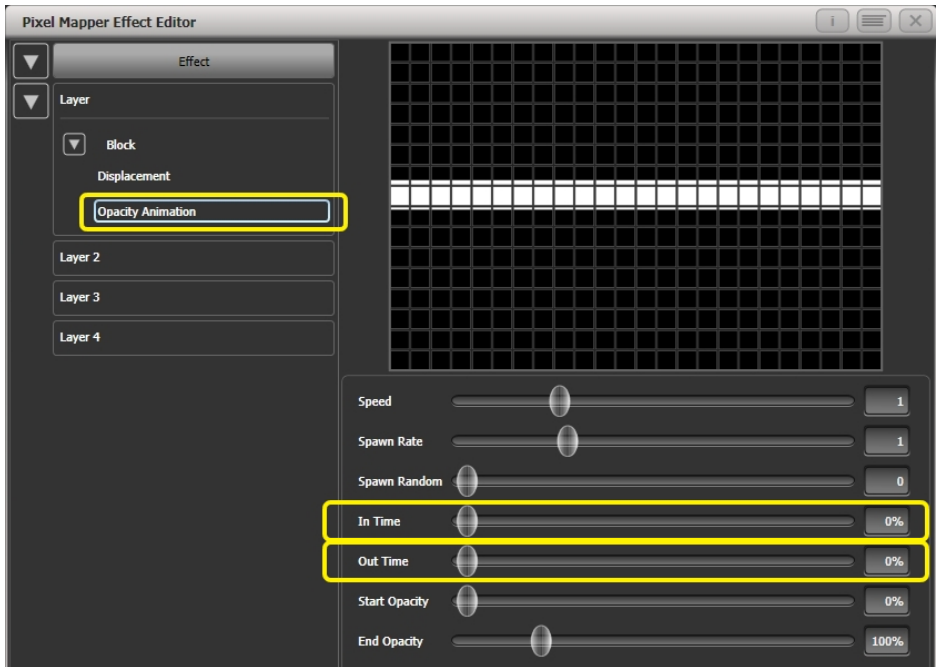 Pixel Mapper Effect Editor
i
Effect
Layer
Block
Displacement
Opacity Animation
Layer 2
Layer 3
Layer 4
Speed 1
Spawn Rate 1
Spawn Random 0
In Time 0%
Out Time 0%
Start Opacity 0%
End Opacity 100%